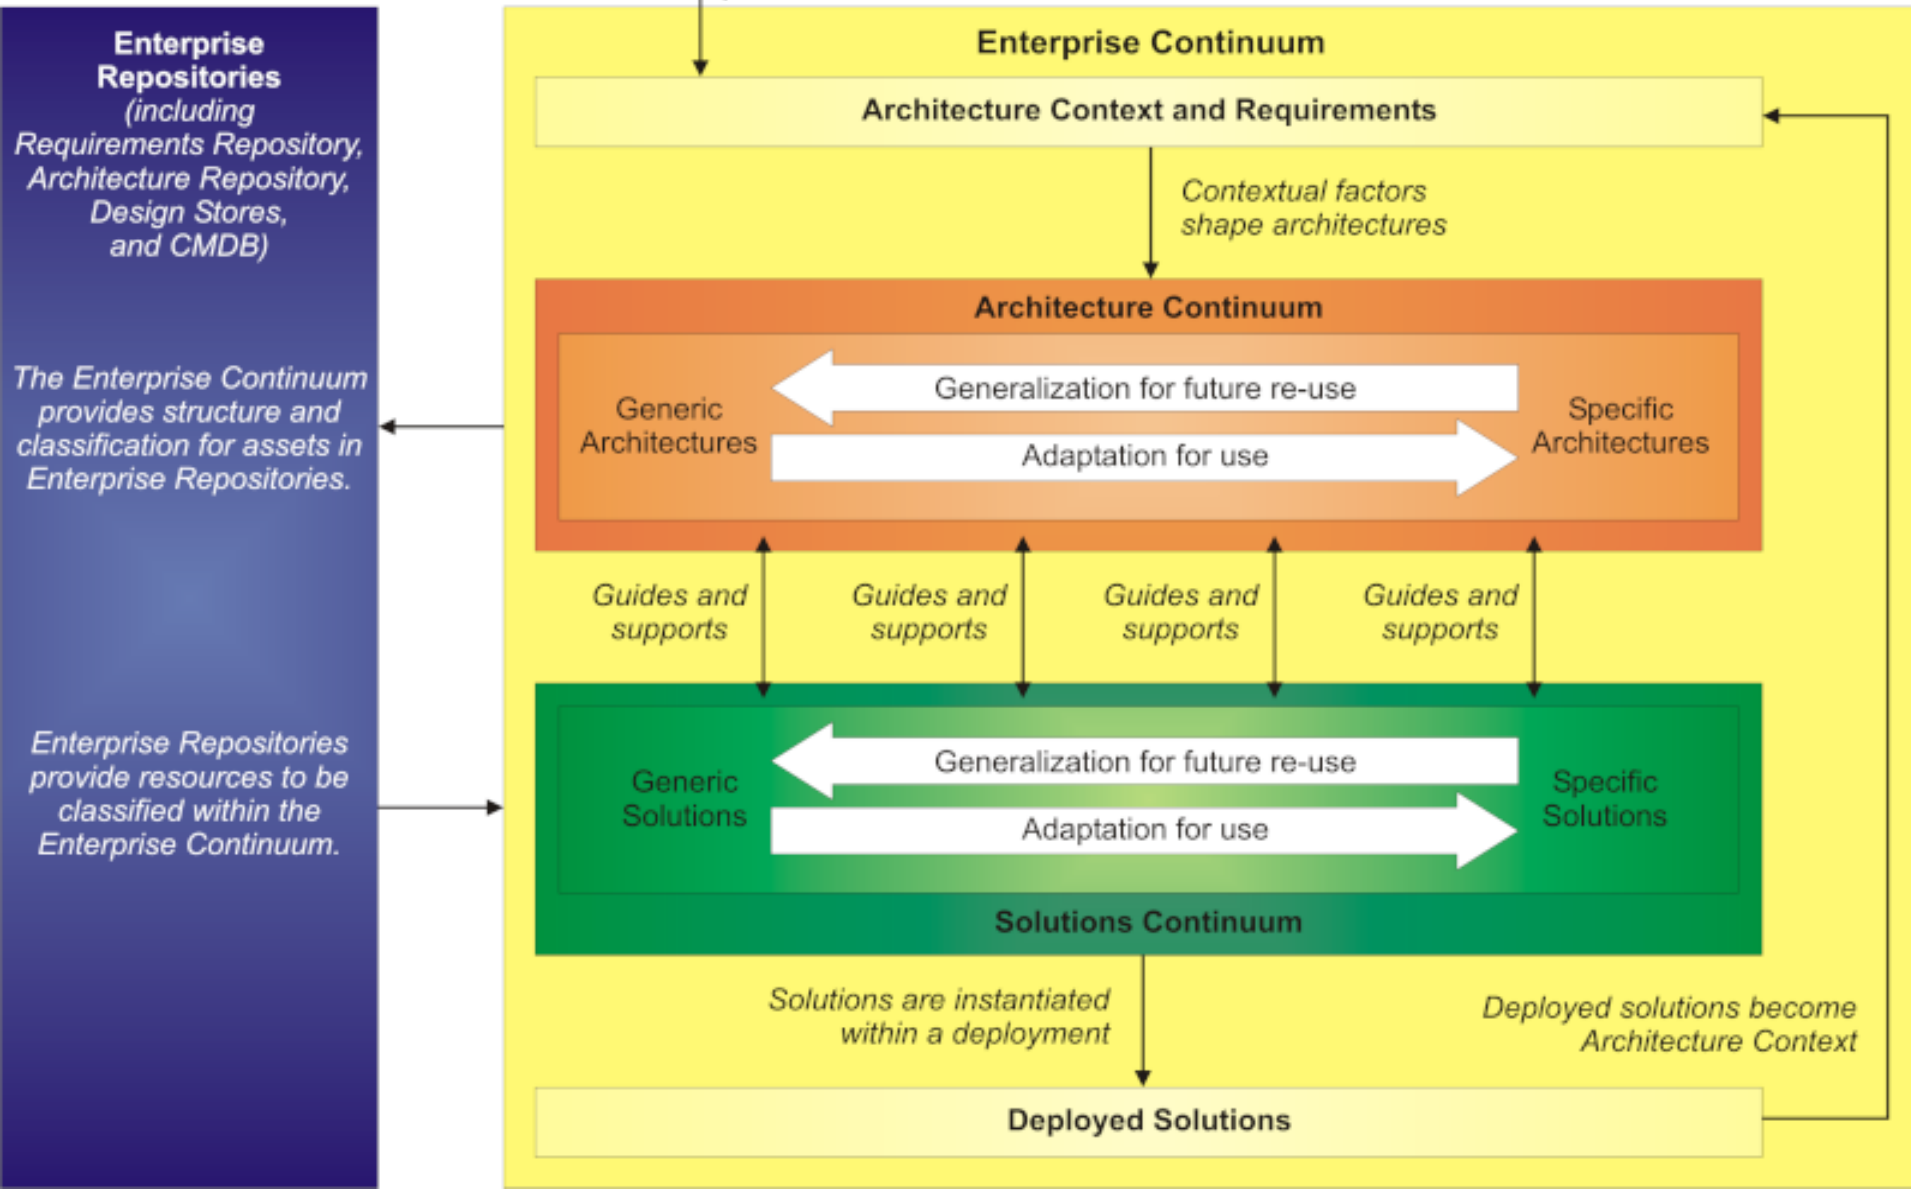 Enterprise
Repositories
(including
Requirements Repository,
Architecture Repository,
Design Stores,
and CMDB)
The Enterprise Continuum
provides structure and
classification for assets in
Enterprise Repositories.
Enterprise Repositories
provide resources to be
classified within the
Enterprise Continuum.
Enterprise Continuum
Architecture Context and Requirements
Contextual factors
shape architectures
Architecture Continuum
Generic
Architectures
Generalization for future re-use
Adaptation for use
Specific
Architectures
Guides and
supports
Guides and
supports
Guides and
supports
Guides and
supports
Generic
Solutions
Generalization for future re-use
Adaptation for use
Specific
Solutions
Solutions Continuum
Solutions are instantiated
within a deployment
Deployed solutions become
Architecture Context
Deployed Solutions